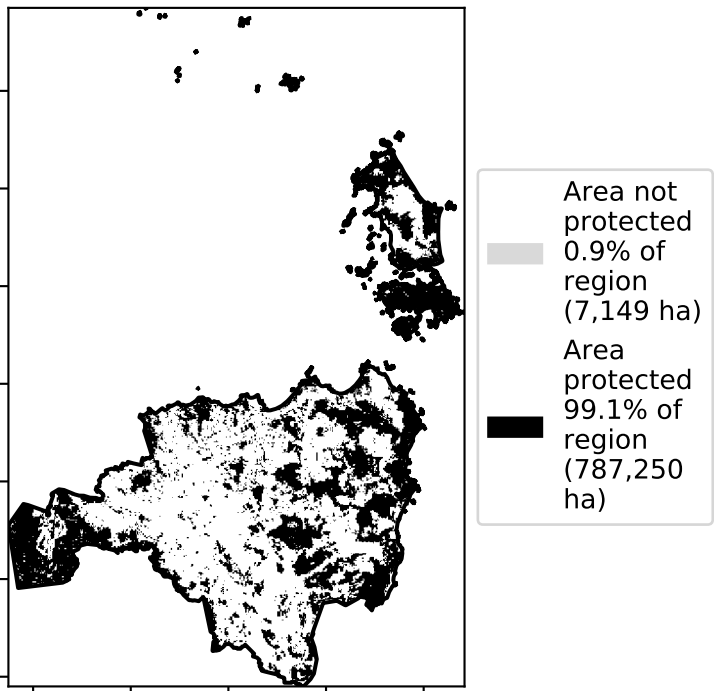 Area not
protected
0.9% of
region
(7,149 ha)
Area
protected
99.1% of
region
(787,250
ha)